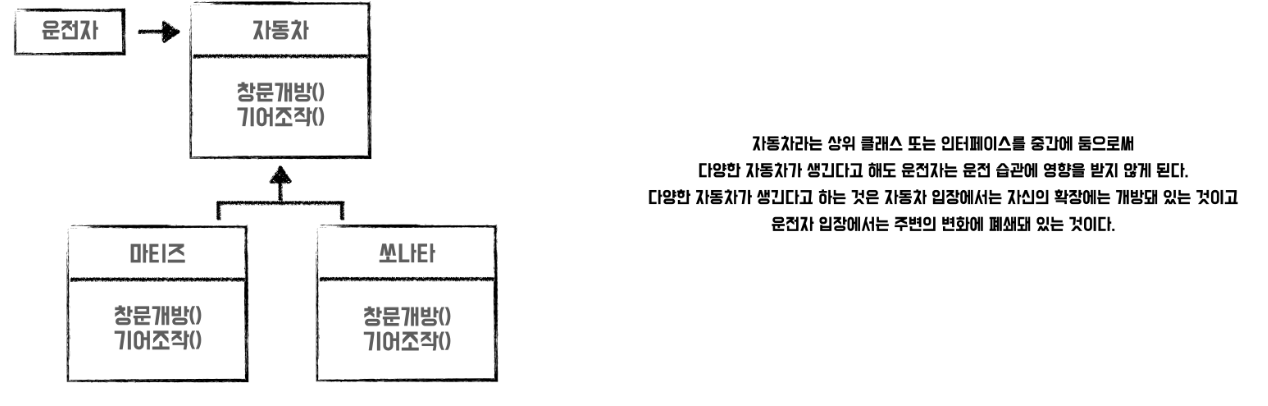 운전자
자동차
창문개방()
기어조작()
마티즈
창문개방()
기어조작()
쏘나타
창문개방()
기어조작()
자동차라는 상위 클래스 또는 인터페이스를 중간에 둠으로써
다양한 자동차가 생긴다고 해도 운전자는 운전 습관에 영향을 받지 않게 된다.
다양한 자동차가 생긴다고 하는 것은 자동차 입장에서는 자신의 확장에는 개방돼 있는 것이고
운전자 입장에서는 주변의 변화에 폐쇄돼 있는 것이다.